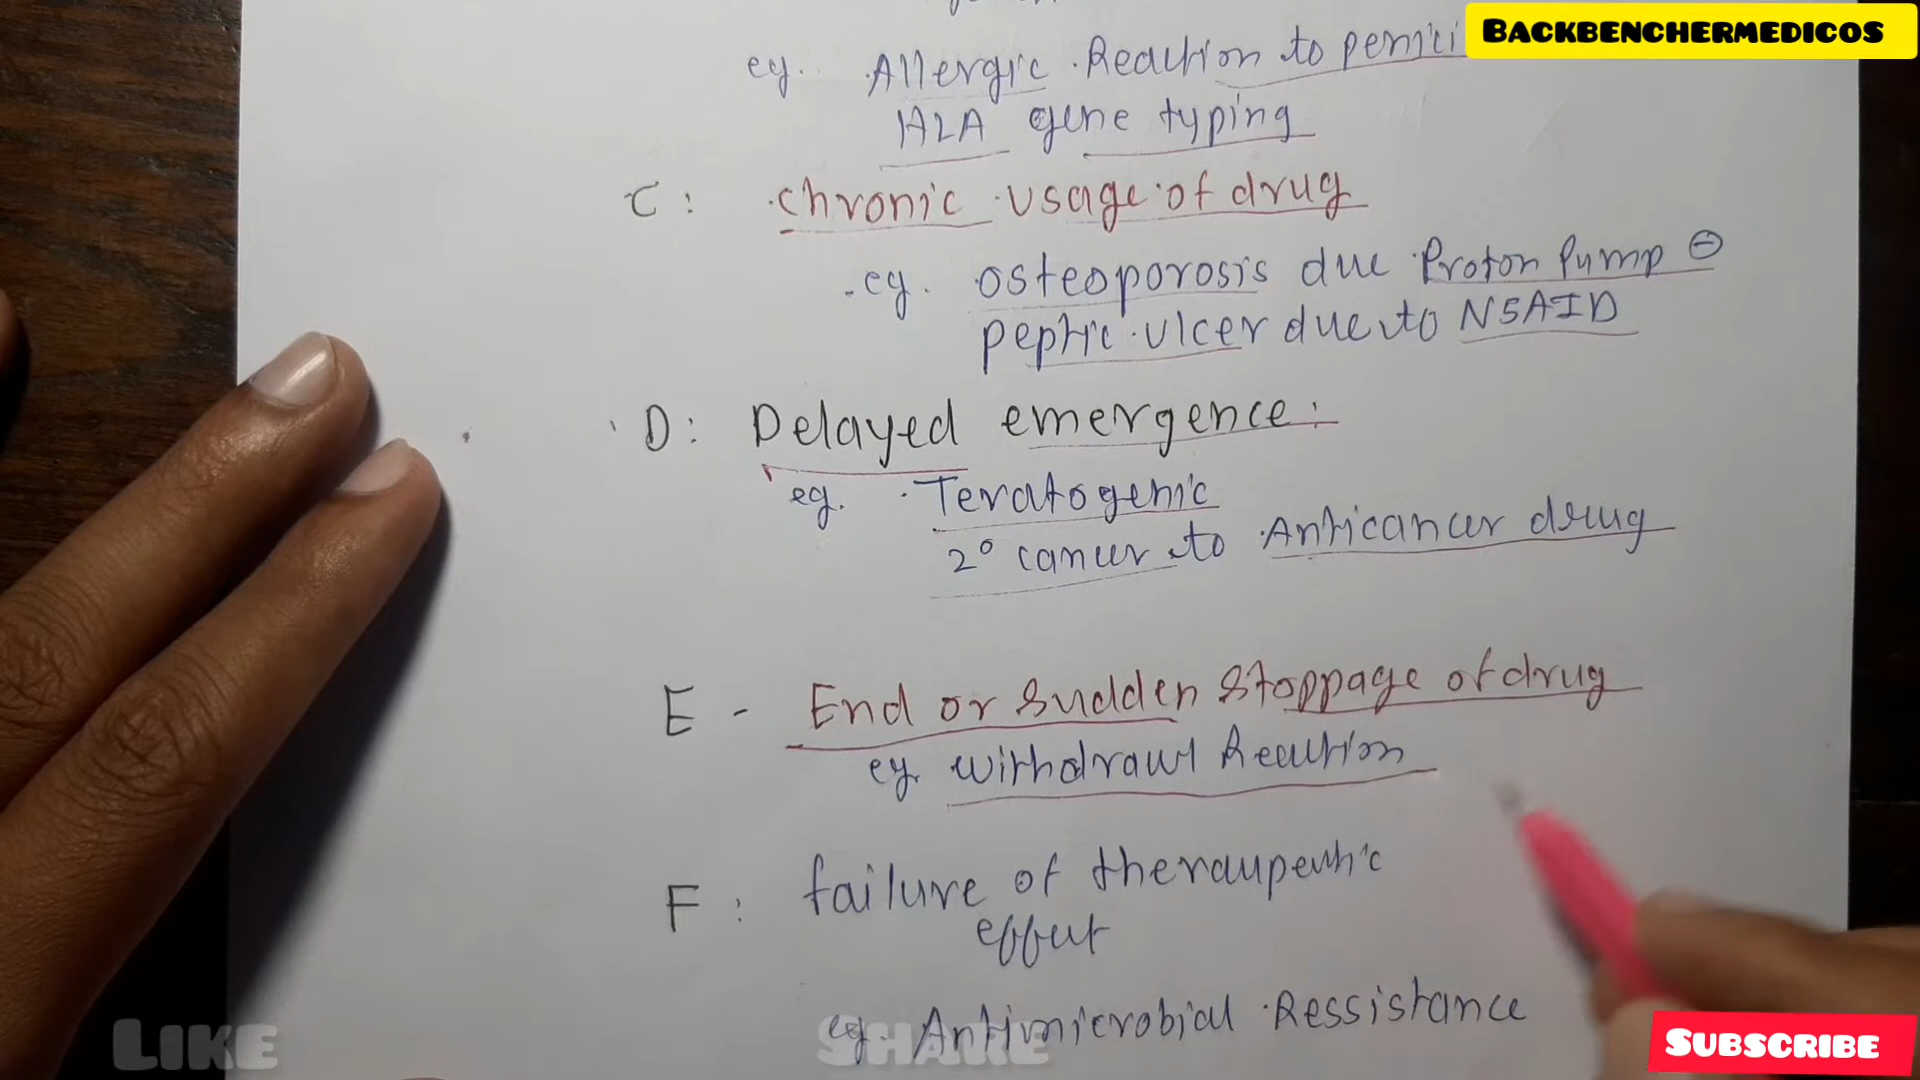 BACKBENCHERMEDICOS
eg. Allergic Reaction to penici
HLA gene typing
C: chronic usage of drug
eg. osteoporosis due Proton Pump ⊖
peptic ulcer due to NSAID
D: Delayed emergence:
eg. Teratogenic
2° cancer to Anticancer drug
E - End or sudden stoppage of drug
eg withdrawl Reaction
F: failure of theraupeutic
effect
eg. Antimicrobial Ressistance
LIKE
SHARE
SUBSCRIBE